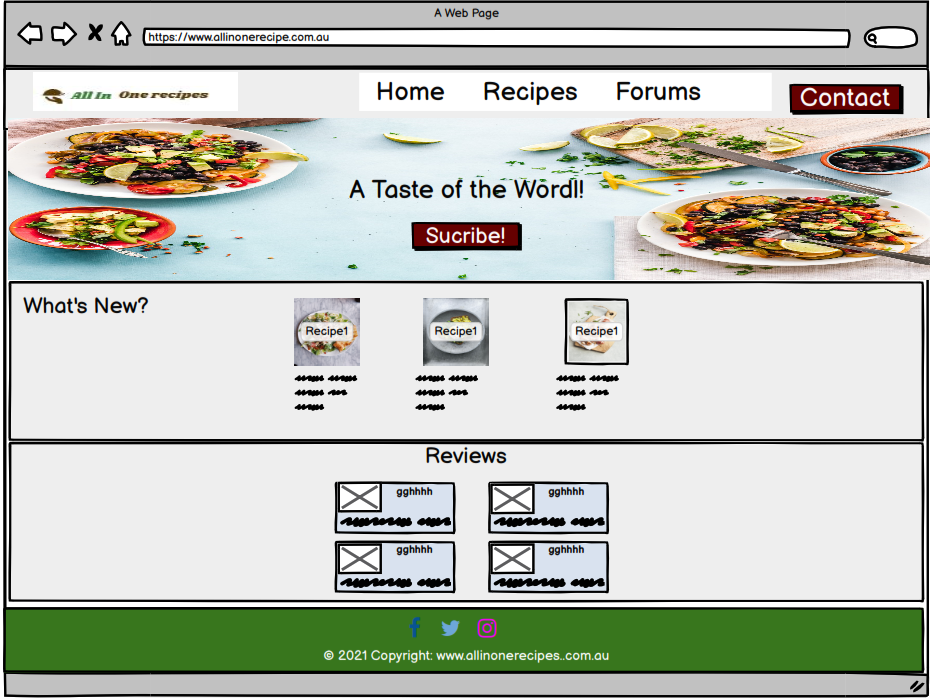 A Web Page
https://www.allinonerecipe.com.au
All In One recipes
Home Recipes Forums
Contact
A Taste of the Wordl!
Sucribe!
What's New?
Recipe1 Recipe1 Recipe1
Reviews
gghhhh gghhhh
gghhhh gghhhh
© 2021 Copyright: www.allinonerecipes..com.au